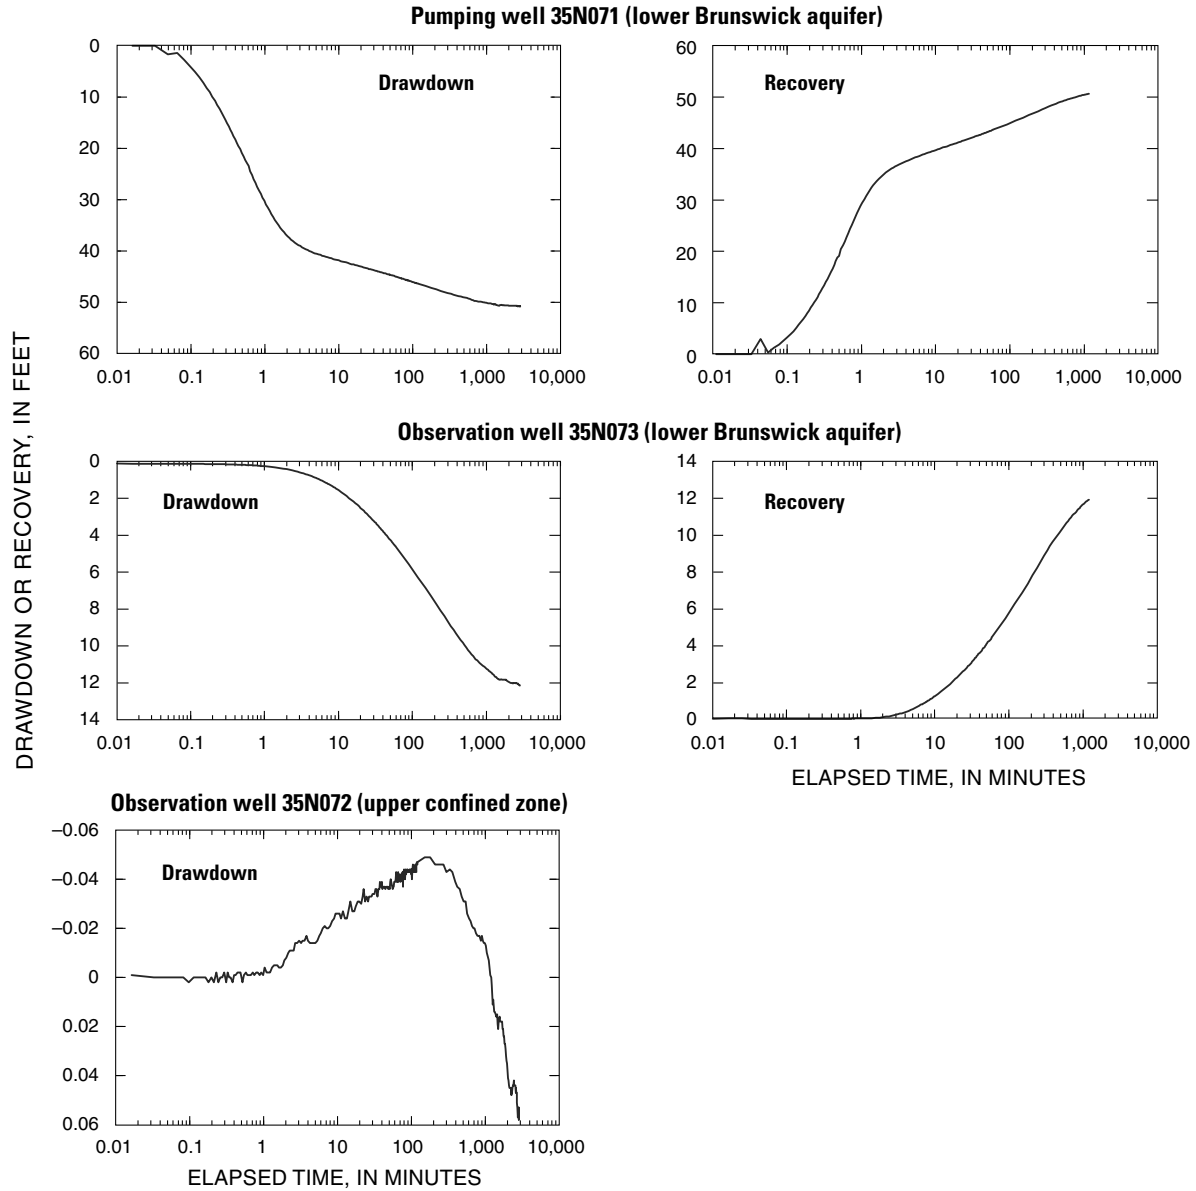 Pumping well 35N071 (lower Brunswick aquifer)
DRAWDOWN OR RECOVERY, IN FEET
Drawdown
0
10
20
30
40
50
60
0.01 0.1 1 10 100 1,000 10,000
Recovery
60
50
40
30
20
10
0
0.01 0.1 1 10 100 1,000 10,000
Observation well 35N073 (lower Brunswick aquifer)
Drawdown
0
2
4
6
8
10
12
14
0.01 0.1 1 10 100 1,000 10,000
Recovery
14
12
10
8
6
4
2
0
0.01 0.1 1 10 100 1,000 10,000
ELAPSED TIME, IN MINUTES
Observation well 35N072 (upper confined zone)
Drawdown
–0.06
–0.04
–0.02
0
0.02
0.04
0.06
0.01 0.1 1 10 100 1,000 10,000
ELAPSED TIME, IN MINUTES